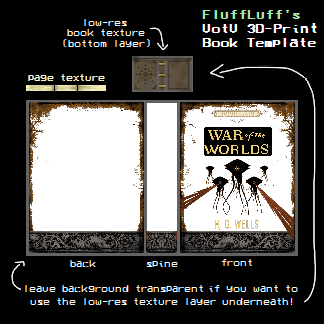 FluffLuff's
VotV 3D-Print
Book Template
low-res
book texture
(bottom layer)
page texture
WAR of the
WORLDS
H. G. WELLS
back
spine
front
leave background transparent if you want to
use the low-res texture layer underneath!